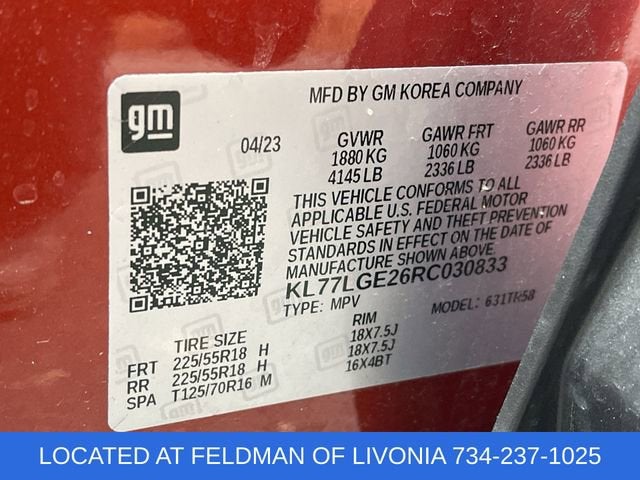 gm
MFD BY GM KOREA COMPANY
04/23
GVWR GAWR FRT GAWR RR
1880 KG 1060 KG 1060 KG
4145 LB 2336 LB 2336 LB
THIS VEHICLE CONFORMS TO ALL
APPLICABLE U.S. FEDERAL MOTOR
VEHICLE SAFETY AND THEFT PREVENTION
STANDARDS IN EFFECT ON THE DATE OF
MANUFACTURE SHOWN ABOVE
KL77LGE26RC030833
TYPE: MPV MODEL: 631TR58
TIRE SIZE RIM
FRT 225/55R18 H 18X7.5J
RR 225/55R18 H 18X7.5J
SPA T125/70R16 M 16X4BT
LOCATED AT FELDMAN OF LIVONIA 734-237-1025